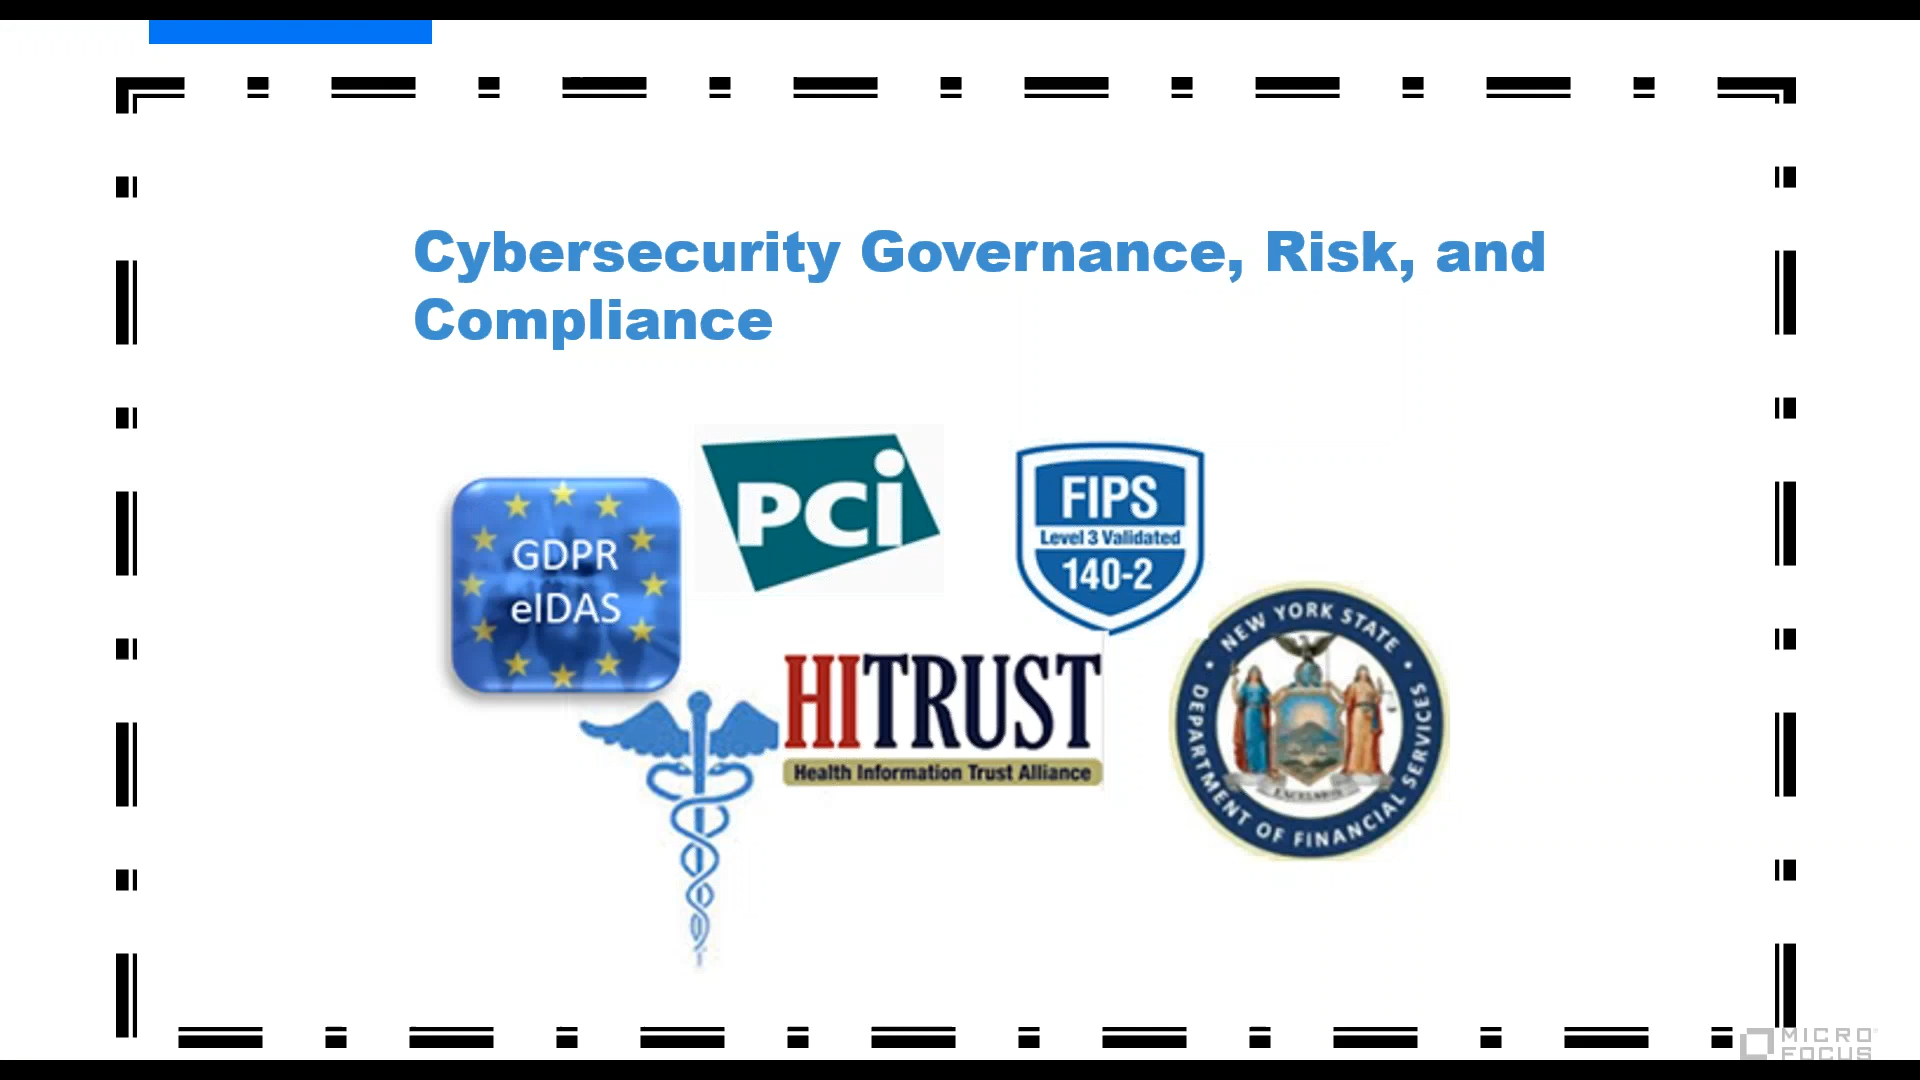 Cybersecurity Governance, Risk, and
Compliance
PCi
FIPS
Level 3 Validated
140-2
GDPR
eIDAS
NEW YORK STATE
DEPARTMENT OF FINANCIAL SERVICES
EXCELSIOR
HITRUST
Health Information Trust Alliance
MICRO
FOCUS